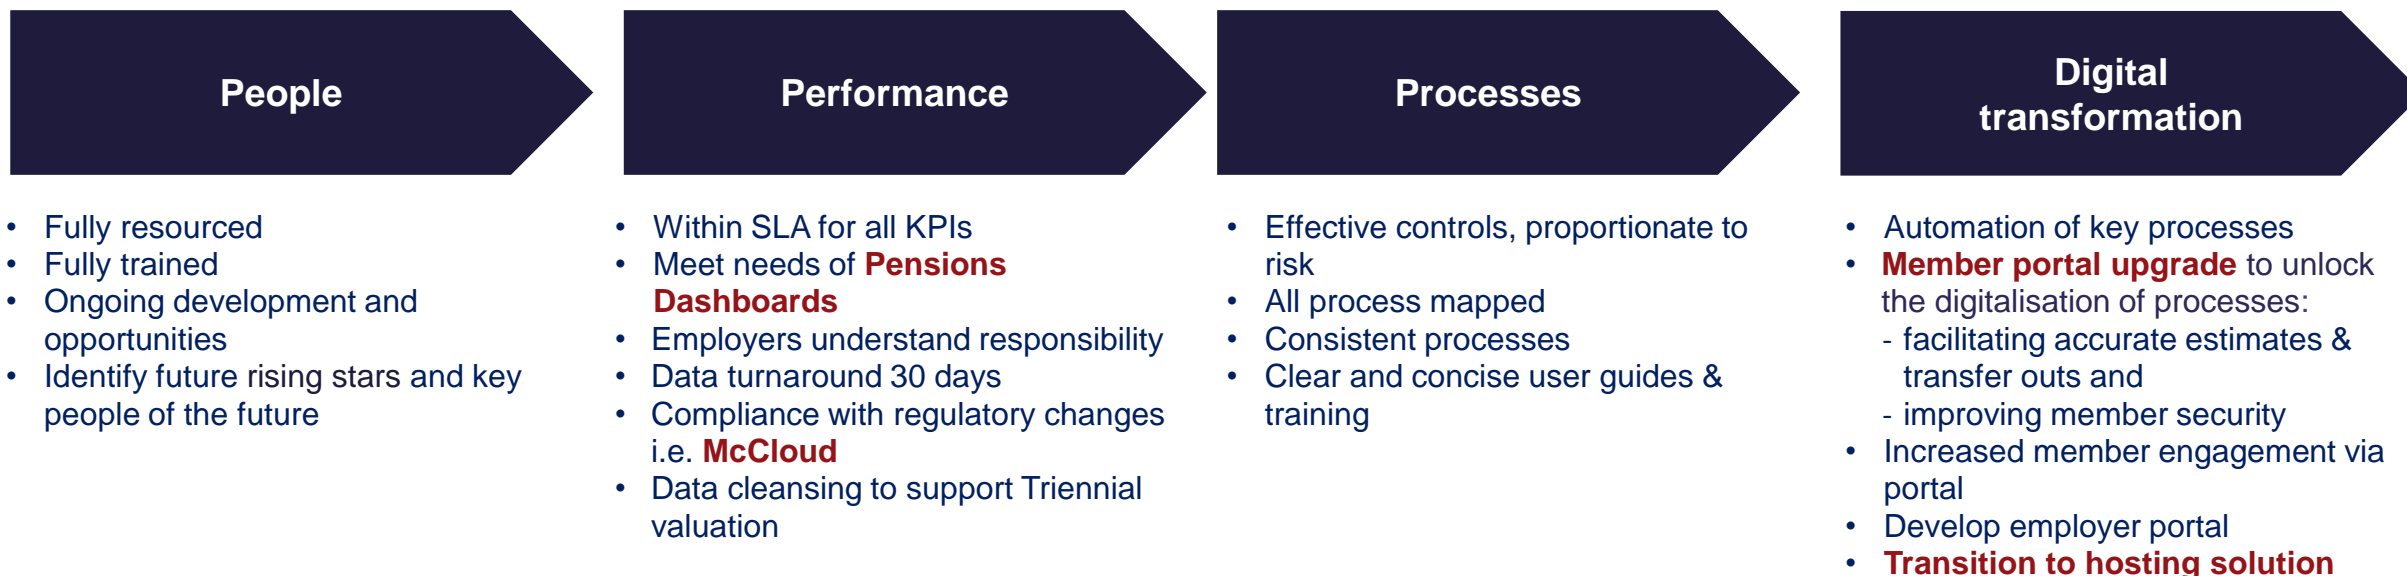 People
• Fully resourced
• Fully trained
• Ongoing development and
opportunities
• Identify future rising stars and key
people of the future
Performance
• Within SLA for all KPIs
• Meet needs of Pensions
Dashboards
• Employers understand responsibility
• Data turnaround 30 days
• Compliance with regulatory changes
i.e. McCloud
• Data cleansing to support Triennial
valuation
Processes
• Effective controls, proportionate to
risk
• All process mapped
• Consistent processes
• Clear and concise user guides &
training
Digital
transformation
• Automation of key processes
• Member portal upgrade to unlock
the digitalisation of processes:
- facilitating accurate estimates &
transfer outs and
- improving member security
• Increased member engagement via
portal
• Develop employer portal
• Transition to hosting solution